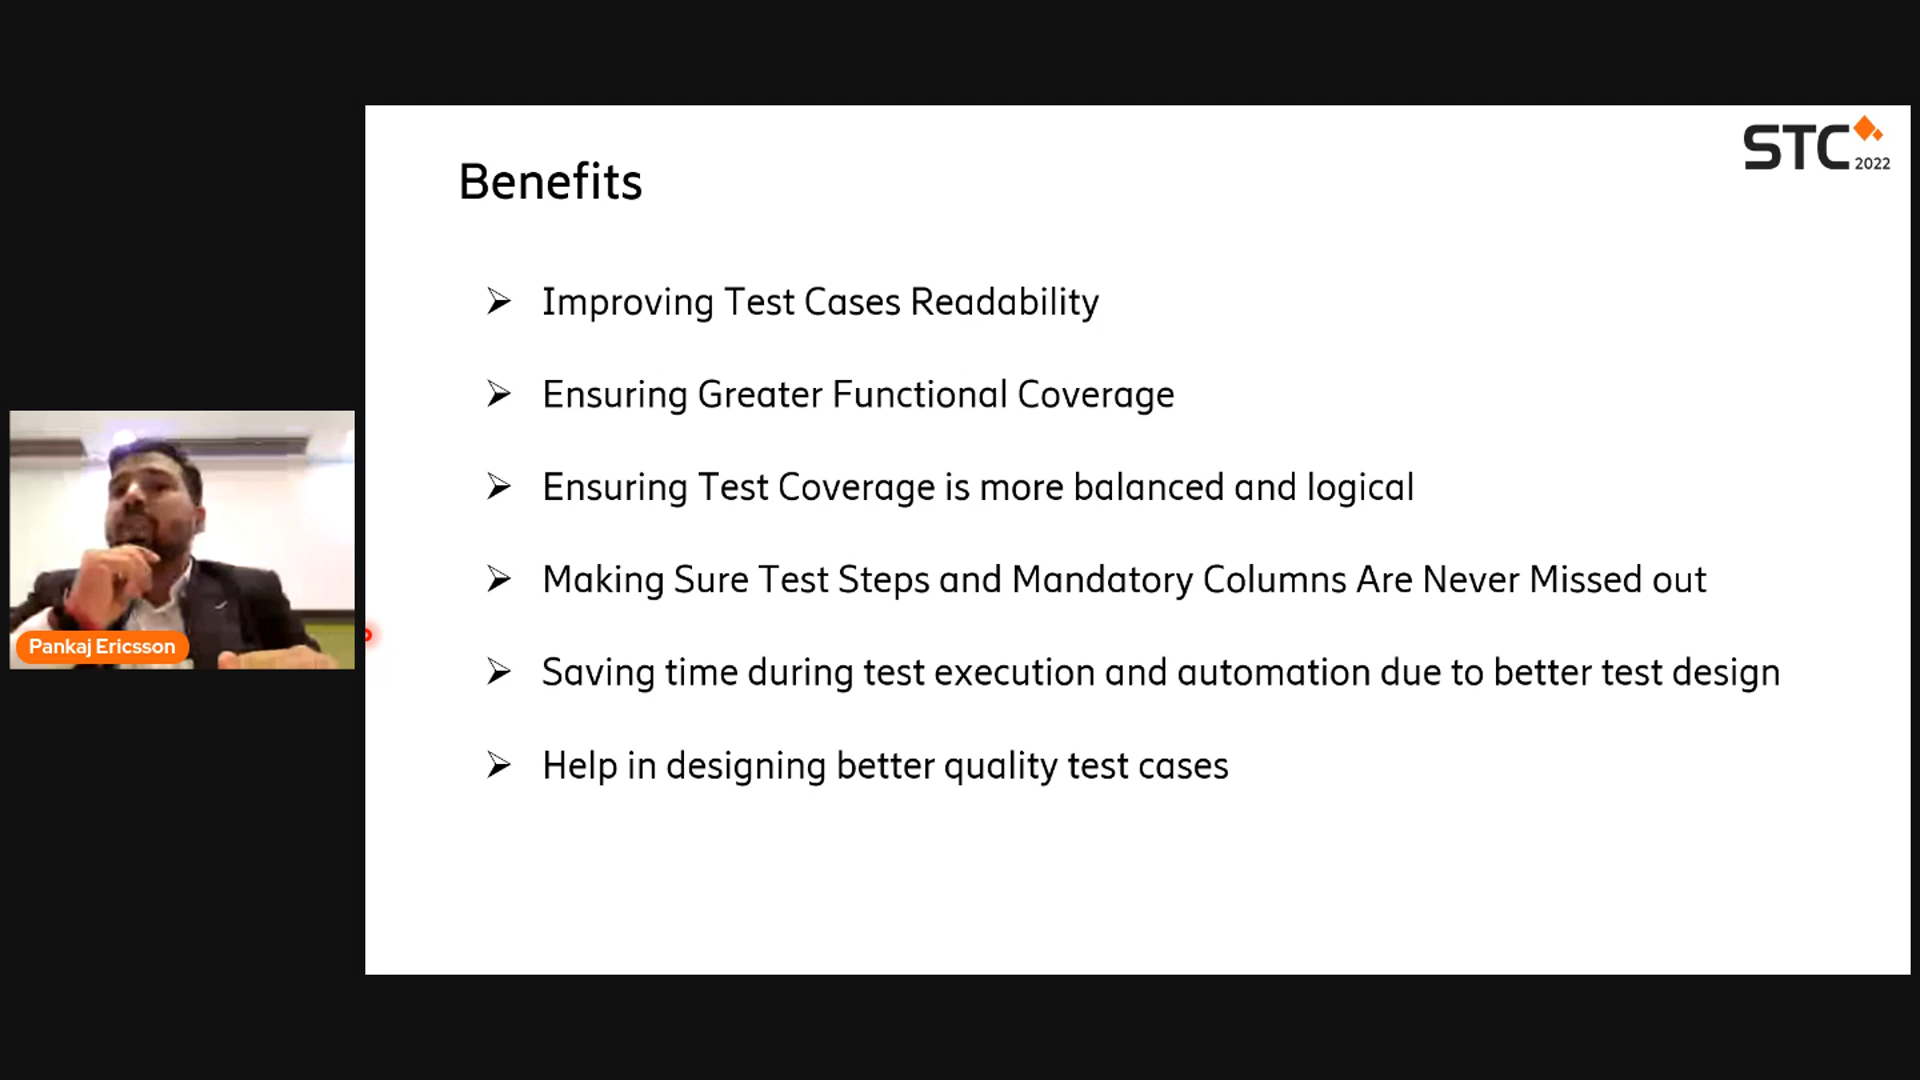 STC
2022
Benefits
Improving Test Cases Readability
Ensuring Greater Functional Coverage
Ensuring Test Coverage is more balanced and logical
Making Sure Test Steps and Mandatory Columns Are Never Missed out
Saving time during test execution and automation due to better test design
Help in designing better quality test cases
Pankaj Ericsson